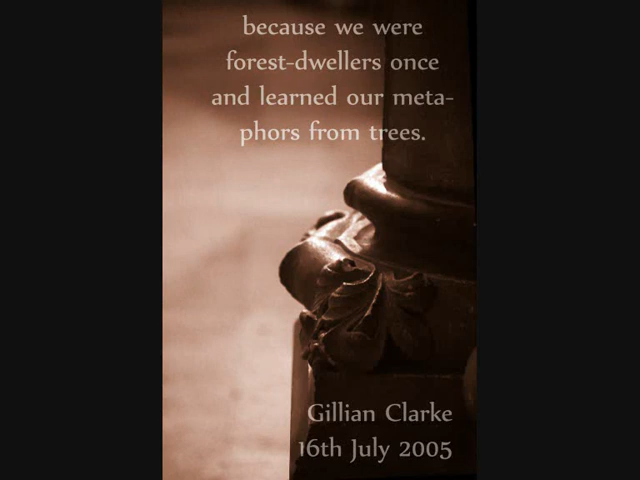 because we were
forest-dwellers once
and learned our meta-
phors from trees.
Gillian Clarke
16th July 2005